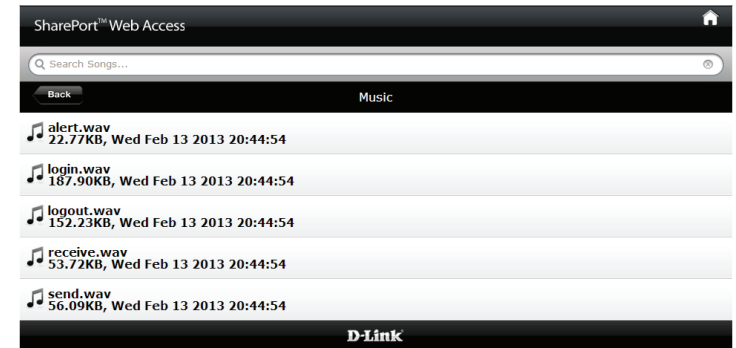 SharePort™ Web Access
Search Songs...
Back
Music
alert.wav
22.77KB, Wed Feb 13 2013 20:44:54
login.wav
187.90KB, Wed Feb 13 2013 20:44:54
logout.wav
152.23KB, Wed Feb 13 2013 20:44:54
receive.wav
53.72KB, Wed Feb 13 2013 20:44:54
send.wav
56.09KB, Wed Feb 13 2013 20:44:54
D-Link